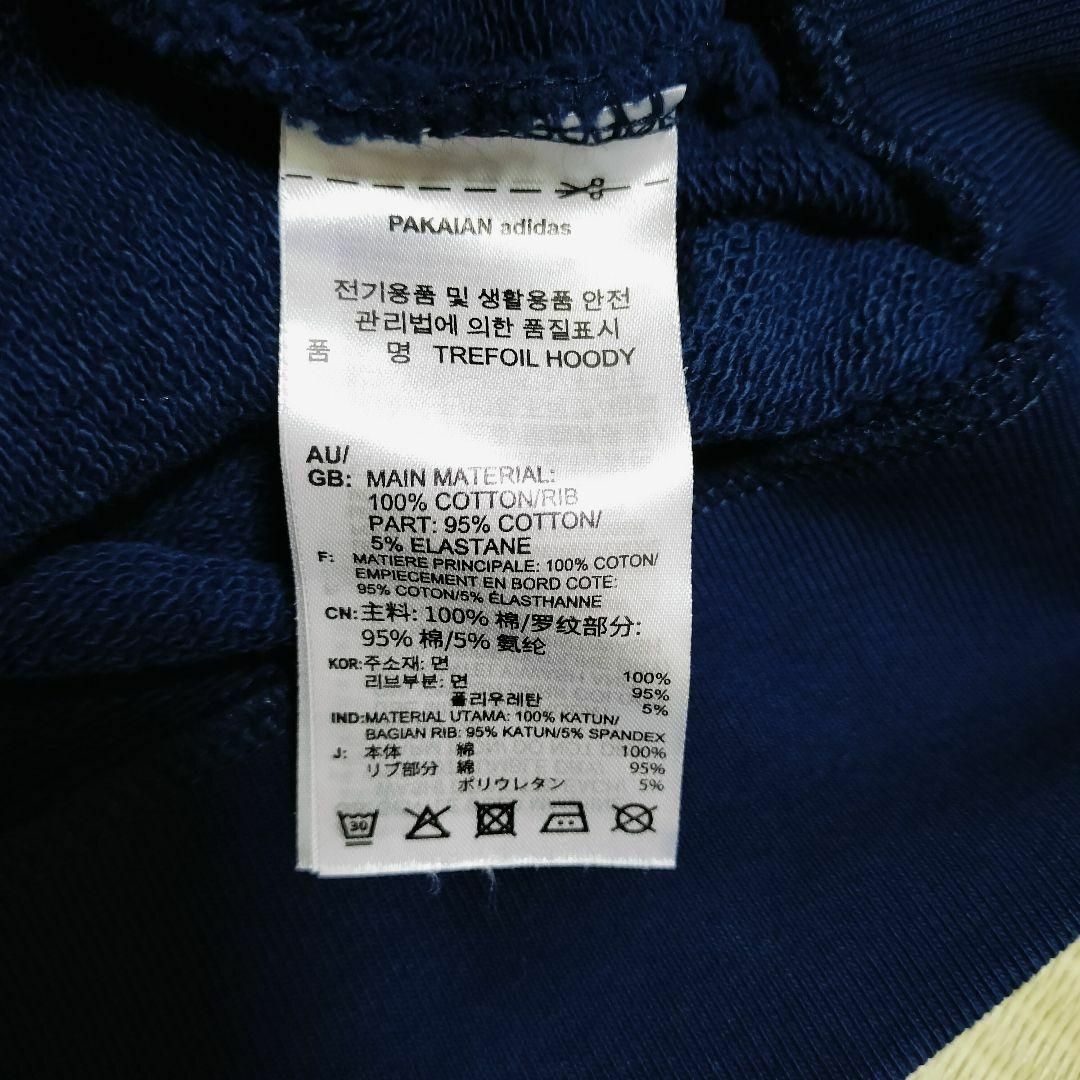 PAKAIAN adidas
전기용품 및 생활용품 안전
관리법에 의한 품질표시
품 명 TREFOIL HOODY
AU/
GB: MAIN MATERIAL:
100% COTTON/RIB
PART: 95% COTTON/
5% ELASTANE
F: MATIERE PRINCIPALE: 100% COTON/
EMPIECEMENT EN BORD COTE:
95% COTON/5% ÉLASTHANNE
CN: 主料: 100% 棉/罗纹部分:
95% 棉/5% 氨纶
KOR: 주소재: 면 100%
리브부분: 면 95%
폴리우레탄 5%
IND: MATERIAL UTAMA: 100% KATUN/
BAGIAN RIB: 95% KATUN/5% SPANDEX
J: 本体 綿 100%
リブ部分 綿 95%
ポリウレタン 5%
30